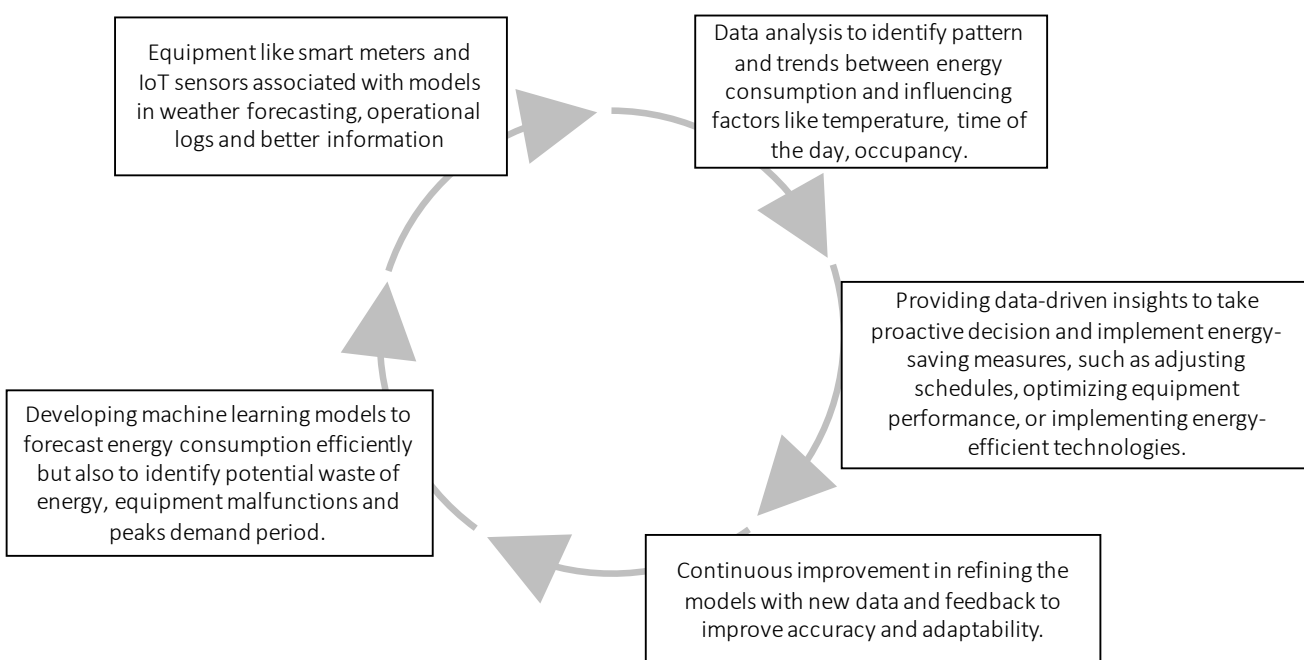 Equipment like smart meters and
IoT sensors associated with models
in weather forecasting, operational
logs and better information
Data analysis to identify pattern
and trends between energy
consumption and influencing
factors like temperature, time of
the day, occupancy.
Providing data-driven insights to take
proactive decision and implement energy-
saving measures, such as adjusting
schedules, optimizing equipment
performance, or implementing energy-
efficient technologies.
Continuous improvement in refining the
models with new data and feedback to
improve accuracy and adaptability.
Developing machine learning models to
forecast energy consumption efficiently
but also to identify potential waste of
energy, equipment malfunctions and
peaks demand period.